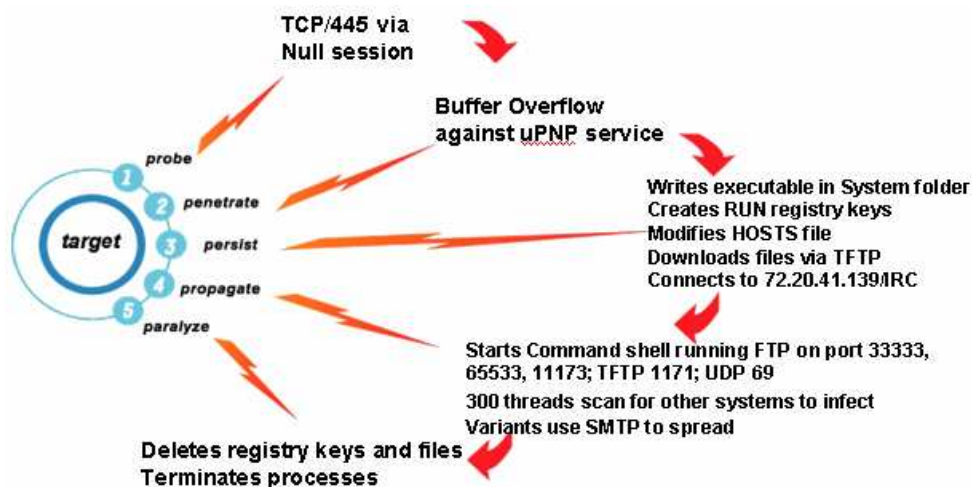 TCP/445 via
Null session
Buffer Overflow
against uPNP service
1 probe
2 penetrate
target
3 persist
4 propagate
5 paralyze
Writes executable in System folder
Creates RUN registry keys
Modifies HOSTS file
Downloads files via TFTP
Connects to 72.20.41.139/IRC
Starts Command shell running FTP on port 33333,
65533, 11173; TFTP 1171; UDP 69
300 threads scan for other systems to infect
Variants use SMTP to spread
Deletes registry keys and files
Terminates processes